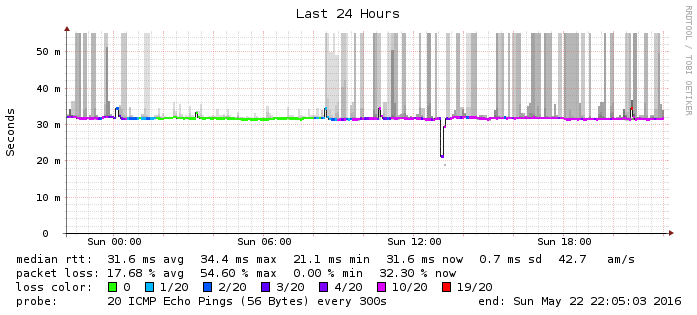 Last 24 Hours
RRDTOOL / TOBI OETIKER
Seconds
50 m
40 m
30 m
20 m
10 m
0
Sun 00:00 Sun 06:00 Sun 12:00 Sun 18:00
median rtt: 31.6 ms avg 34.4 ms max 21.1 ms min 31.6 ms now 0.7 ms sd 42.7 am/s
packet loss: 17.68 % avg 54.60 % max 0.00 % min 32.30 % now
loss color: 0 1/20 2/20 3/20 4/20 10/20 19/20
probe: 20 ICMP Echo Pings (56 Bytes) every 300s end: Sun May 22 22:05:03 2016